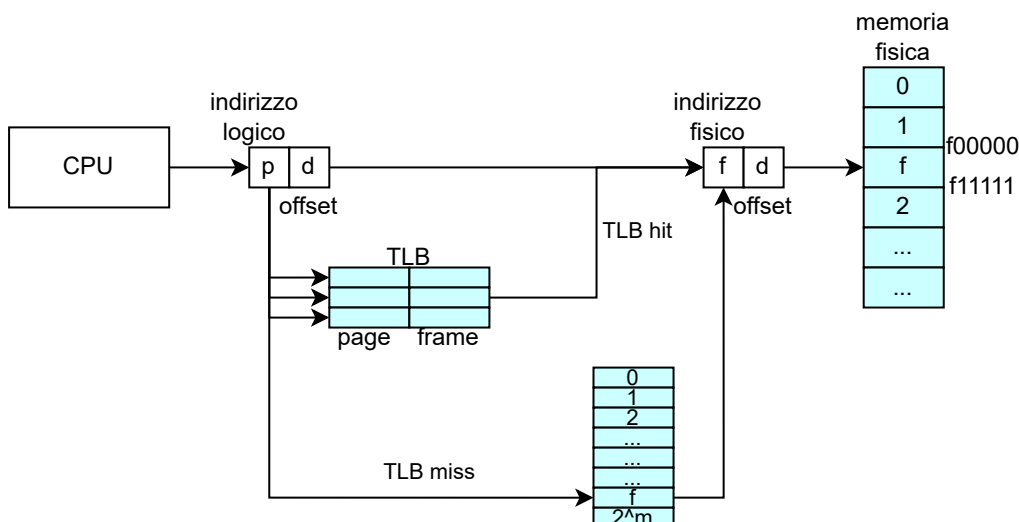 memoria
fisica
0
indirizzo
logico
indirizzo
fisico
1
f00000
CPU
p d
f d
f
f11111
offset
offset
2
TLB hit
TLB
...
...
page frame
0
1
2
...
...
TLB miss
...
f
2^m